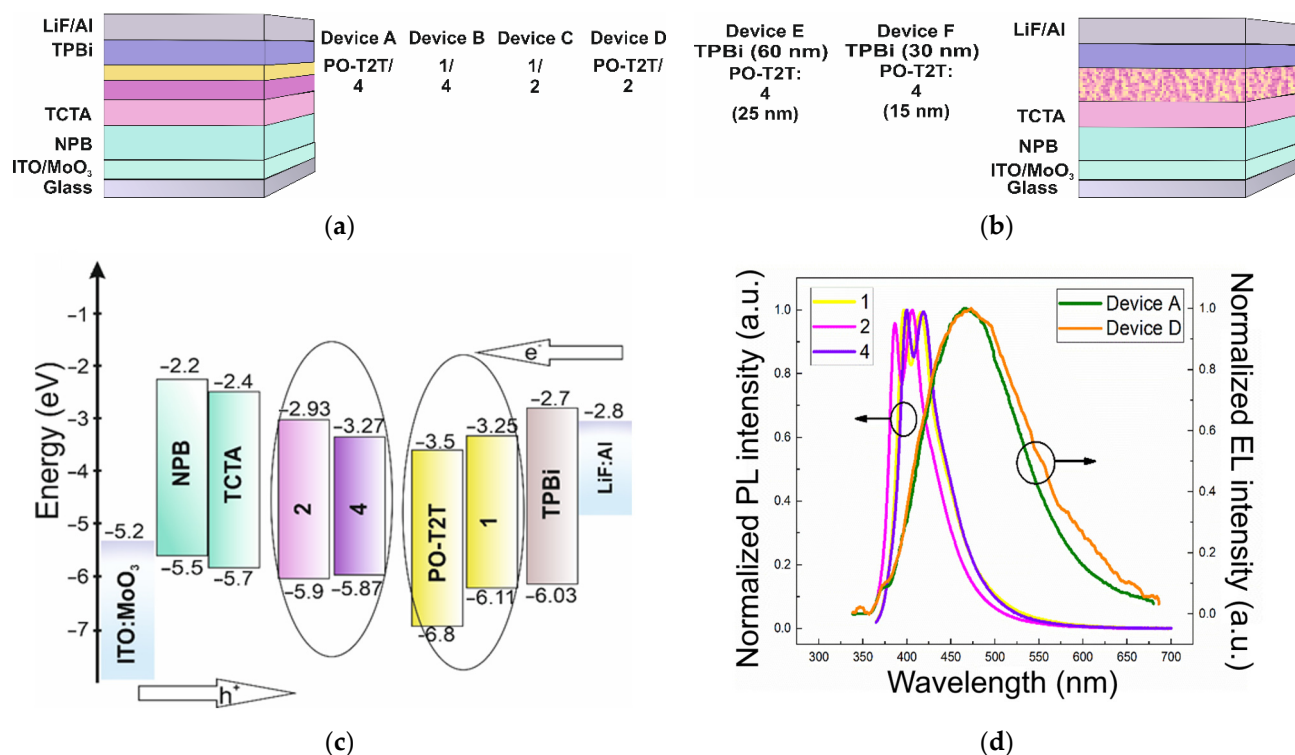 LiF/Al
TPBi
TCTA
NPB
ITO/MoO₃
Glass
Device A Device B Device C Device D
PO-T2T/ 1/ 1/ PO-T2T/
4 4 2 2
(a)
Device E Device F
TPBi (60 nm) TPBi (30 nm)
PO-T2T: PO-T2T:
4 4
(25 nm) (15 nm)
LiF/Al
TCTA
NPB
ITO/MoO₃
Glass
(b)
Energy (eV)
−1
−2
−3
−4
−5
−6
−7
−5.2
ITO:MoO₃
−2.2
NPB
−5.5
−2.4
TCTA
−5.7
−2.93
2
−5.9
−3.27
4
−5.87
−3.5
PO-T2T
−6.8
−3.25
1
−6.11
−2.7
TPBi
−6.03
−2.8
LiF:Al
e⁻
h⁺
(c)
Normalized PL intensity (a.u.)
1.0
0.8
0.6
0.4
0.2
0.0
1
2
4
Device A
Device D
1.0
0.8
0.6
0.4
0.2
0.0
Normalized EL intensity (a.u.)
300 350 400 450 500 550 600 650 700
Wavelength (nm)
(d)